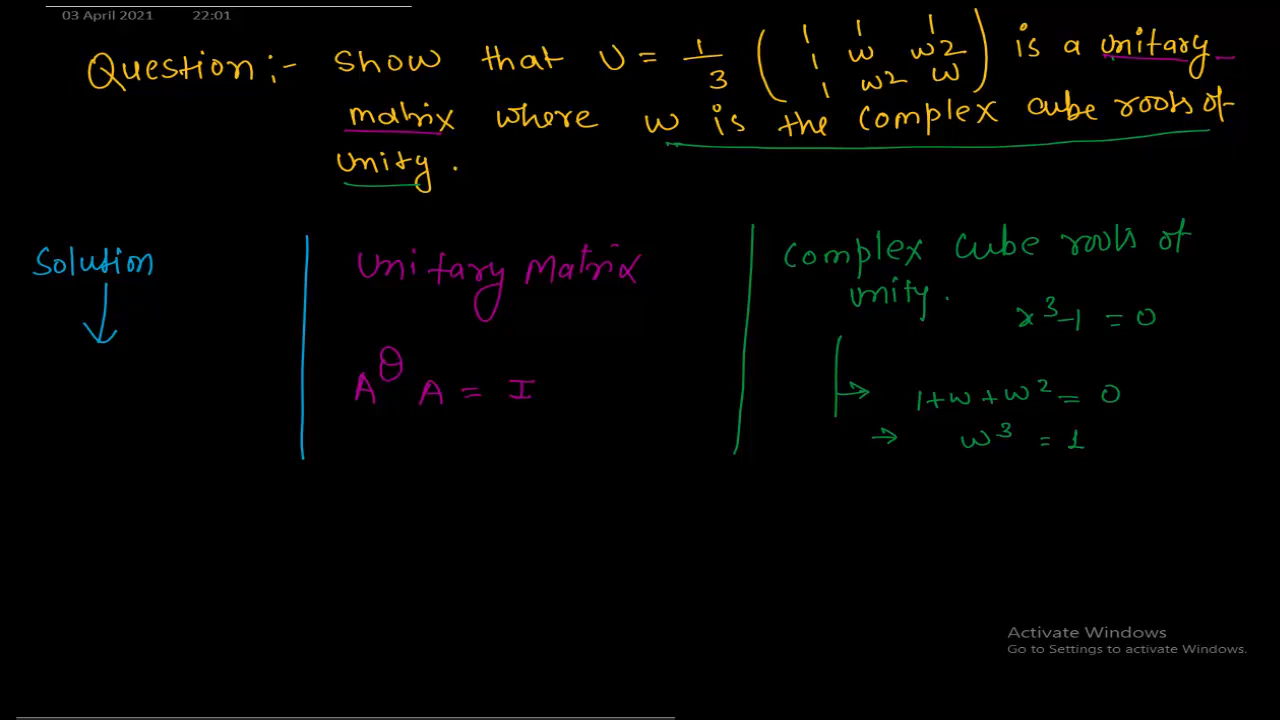 03 April 2021 22:01
Question :- Show that U = 1/3 ( 1 1 1
1 w w2
1 w2 w ) is a unitary
matrix where w is the complex cube roots of
unity.
Solution
Unitary Matrix
A^θ A = I
Complex cube roots of
unity.
x^3 - 1 = 0
→ 1 + w + w^2 = 0
→ w^3 = 1
Activate Windows
Go to Settings to activate Windows.